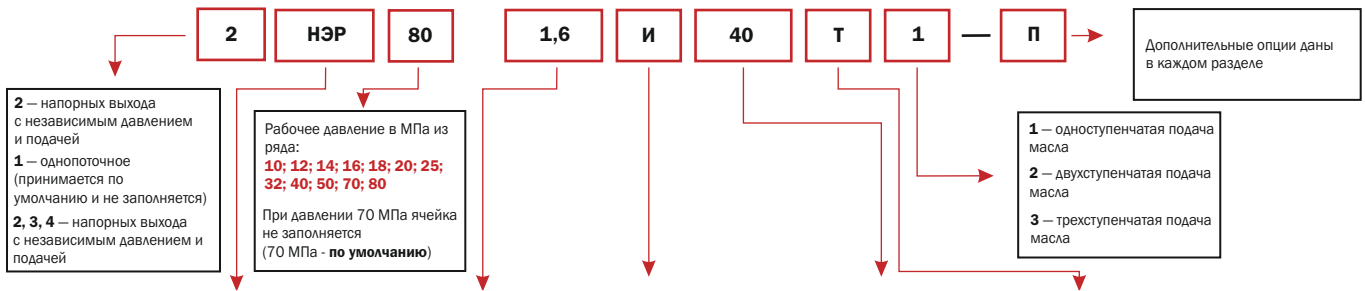 2 НЭР 80 1,6 И 40 Т 1 — П
Дополнительные опции даны
в каждом разделе
2 — напорных выхода
с независимым давлением
и подачей
1 — однопоточное
(принимается по
умолчанию и не заполняется)
2, 3, 4 — напорных выхода
с независимым давлением и
подачей
Рабочее давление в МПа из
ряда:
10; 12; 14; 16; 18; 20; 25;
32; 40; 50; 70; 80
При давлении 70 МПа ячейка
не заполняется
(70 МПа - по умолчанию)
1 — одноступенчатая подача
масла
2 — двухступенчатая подача
масла
3 — трехступенчатая подача
масла